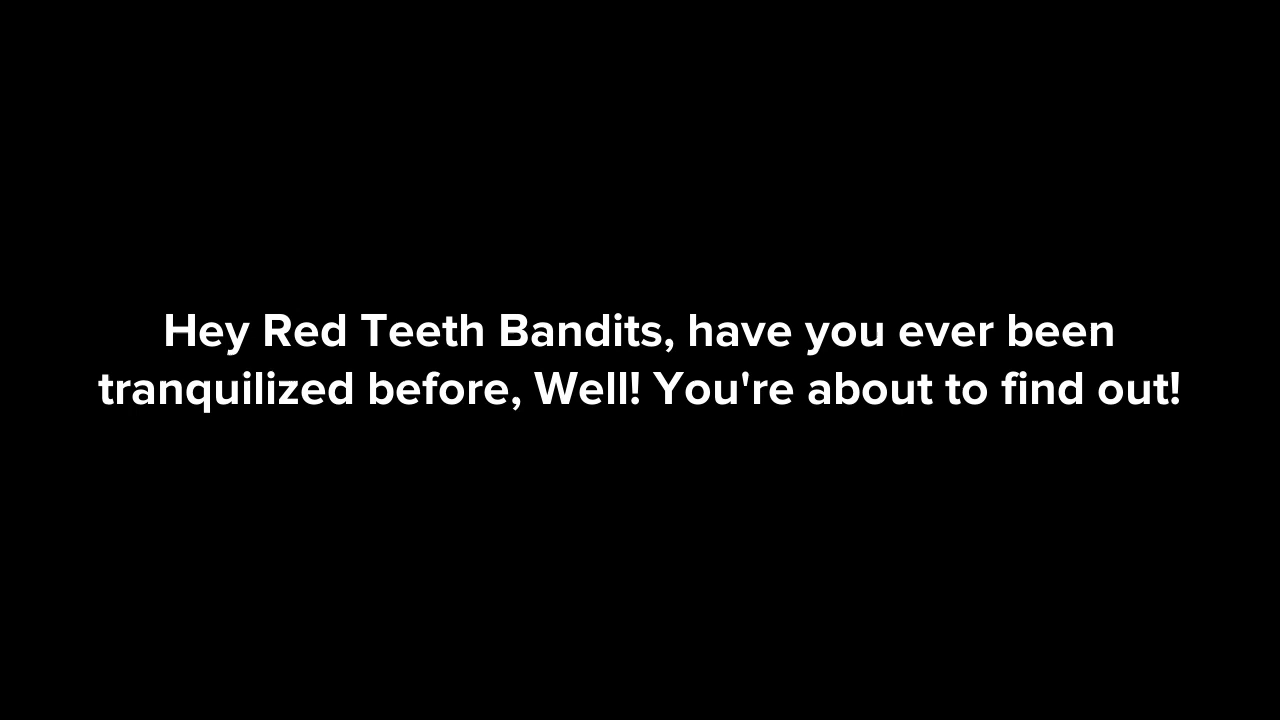 Hey Red Teeth Bandits, have you ever been
tranquilized before, Well! You're about to find out!